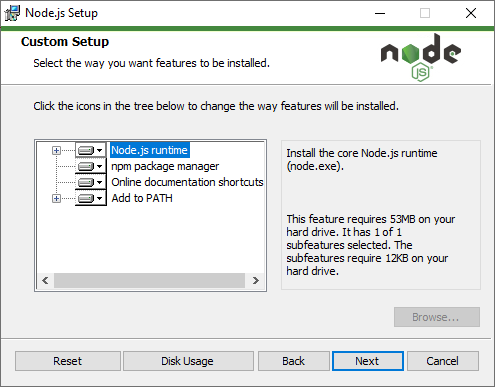 Node.js Setup
Custom Setup
Select the way you want features to be installed.
node
JS
Click the icons in the tree below to change the way features will be installed.
Node.js runtime
npm package manager
Online documentation shortcuts
Add to PATH
Install the core Node.js runtime
(node.exe).
This feature requires 53MB on your
hard drive. It has 1 of 1
subfeatures selected. The
subfeatures require 12KB on your
hard drive.
Browse...
Reset
Disk Usage
Back
Next
Cancel